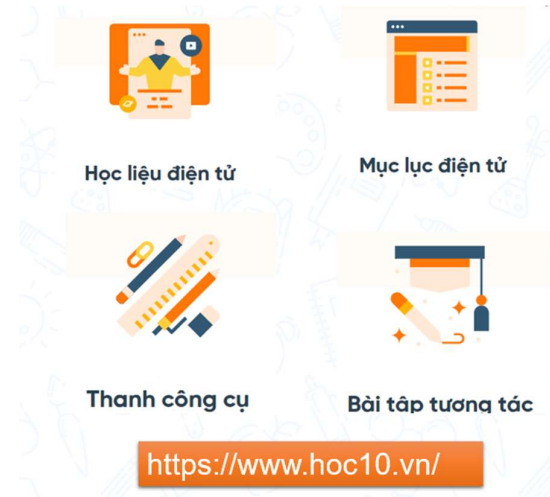 Học liệu điện tử
Mục lục điện tử
Thanh công cụ
Bài tập tương tác
https://www.hoc10.vn/